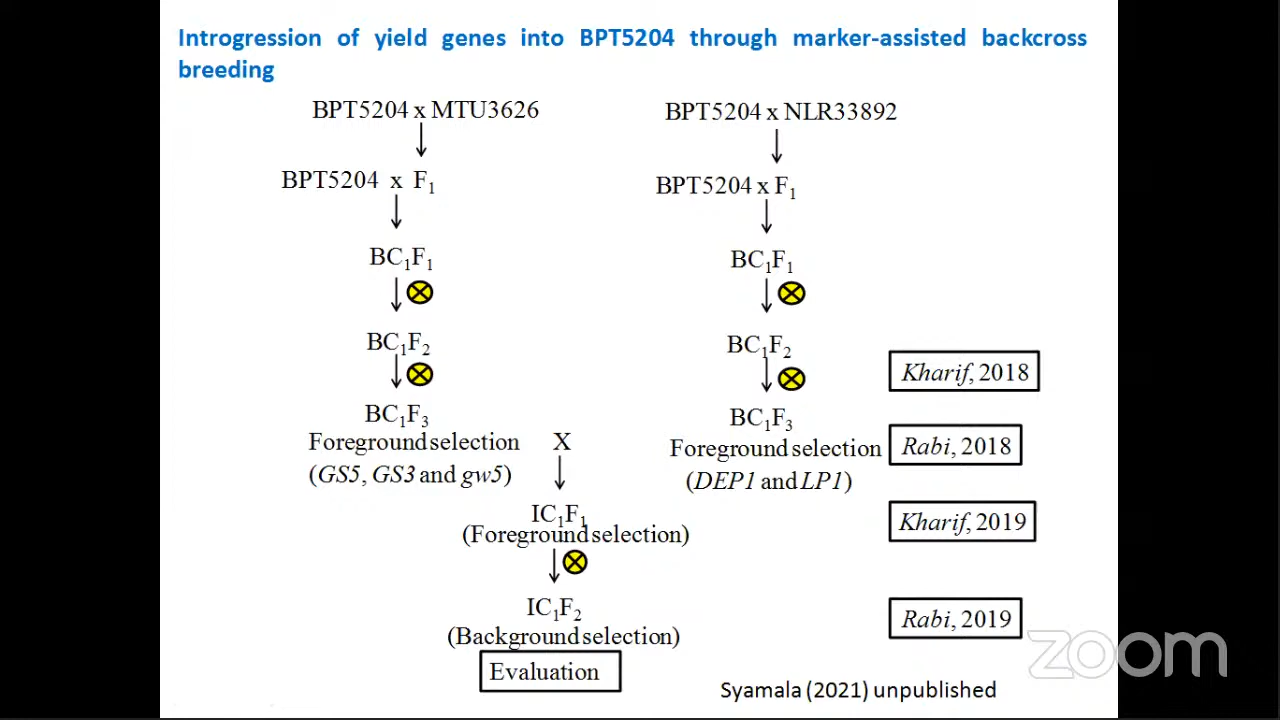 Introgression of yield genes into BPT5204 through marker-assisted backcross
breeding
BPT5204 x MTU3626
BPT5204 x F₁
BC₁F₁
BC₁F₂
BC₁F₃
Foreground selection
(GS5, GS3 and gw5)
BPT5204 x NLR33892
BPT5204 x F₁
BC₁F₁
BC₁F₂
BC₁F₃
Foreground selection
(DEP1 and LP1)
X
IC₁F₁
(Foreground selection)
IC₁F₂
(Background selection)
Evaluation
Kharif, 2018
Rabi, 2018
Kharif, 2019
Rabi, 2019
Syamala (2021) unpublished
zoom